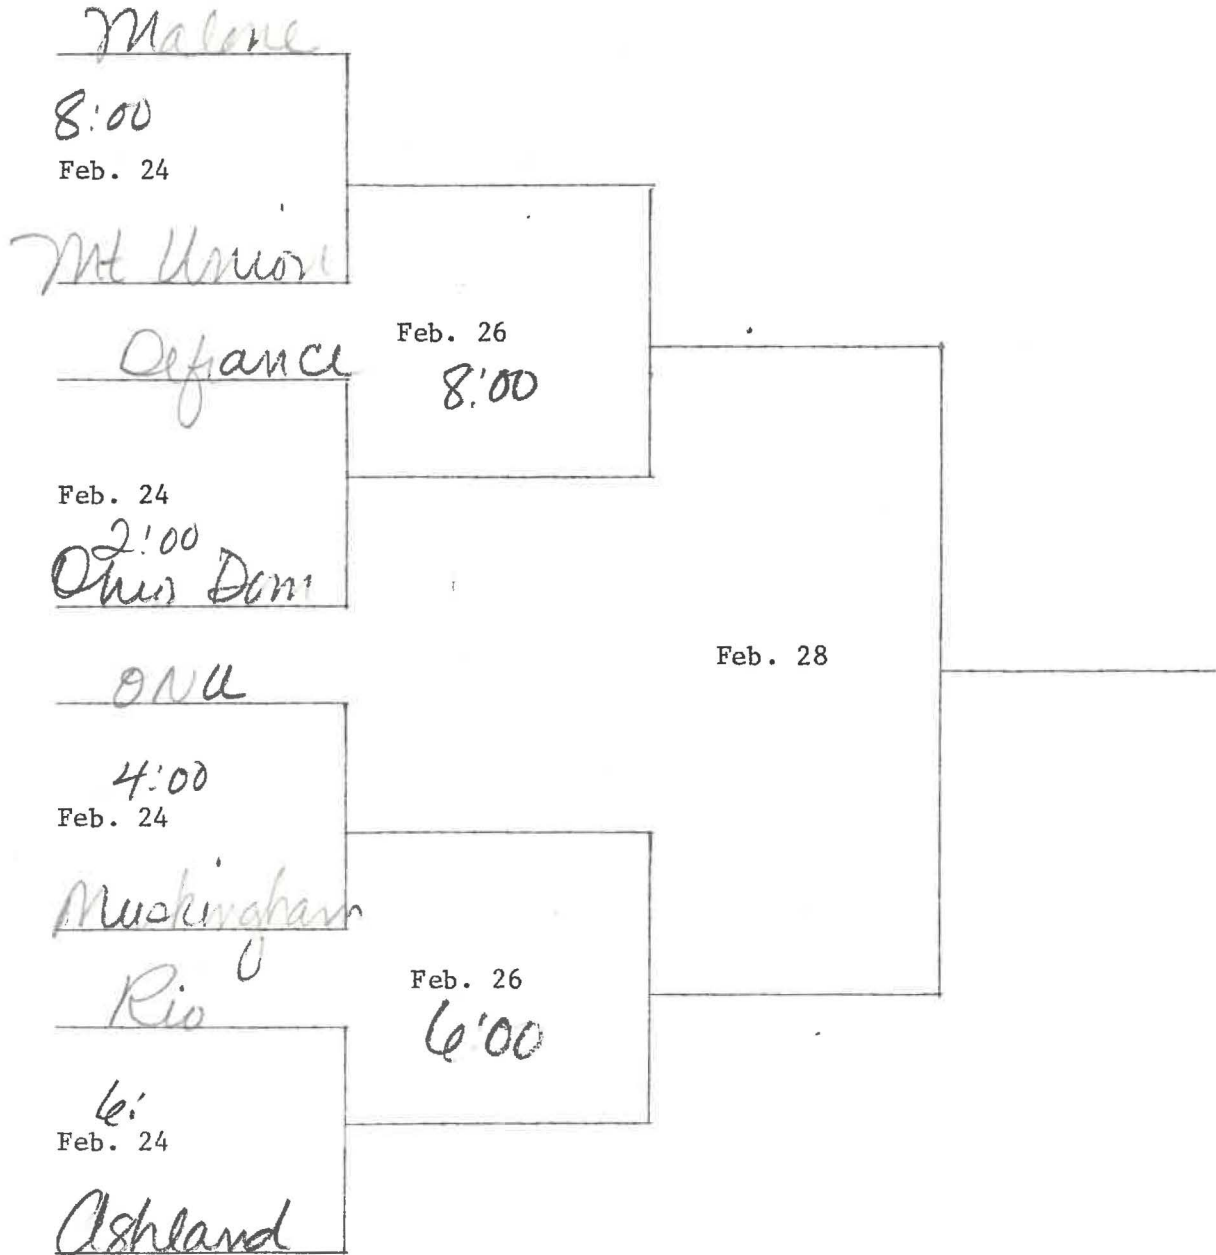 Malone
8:00
Feb. 24
Mt Union
Defiance
Feb. 26
8:00
Feb. 24
2:00
Ohio Dom
ONU
Feb. 28
4:00
Feb. 24
Muskingham
Rio
Feb. 26
6:00
6:
Feb. 24
Ashland